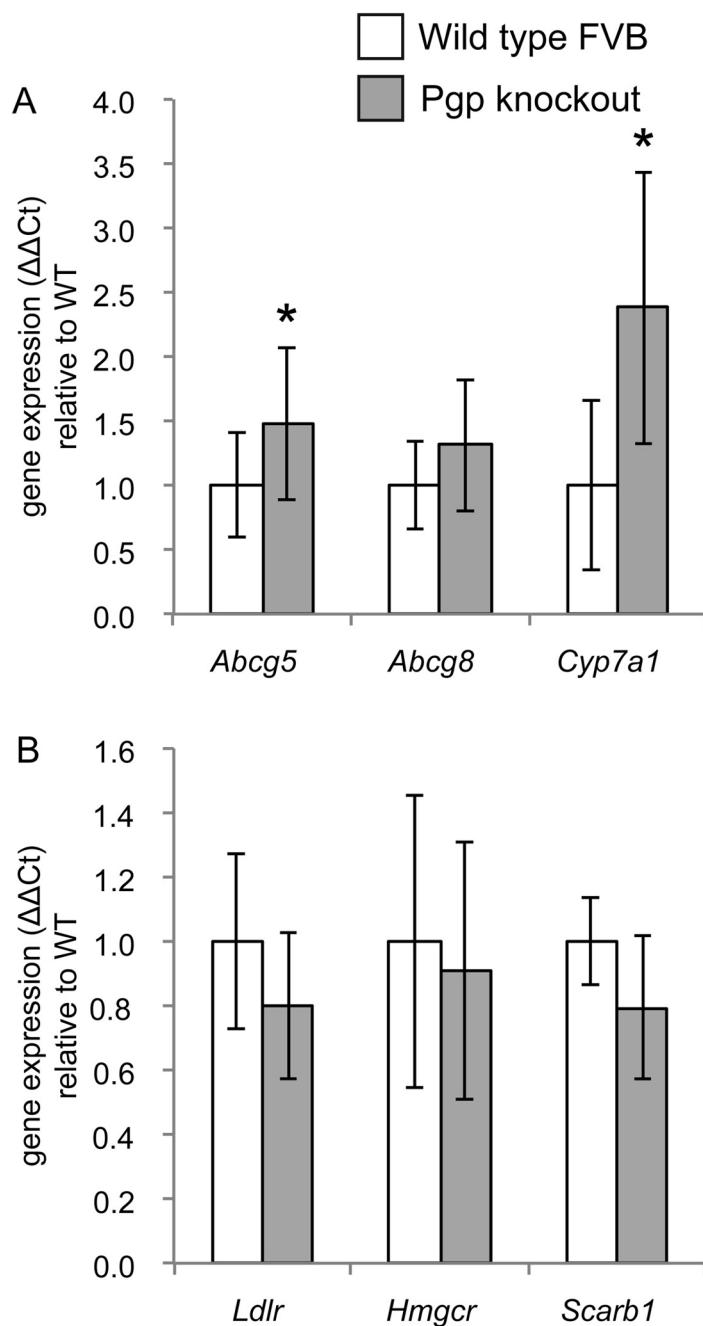 Wild type FVB
Pgp knockout
A
gene expression (ΔΔCt)
relative to WT
4.0
3.5
3.0
2.5
2.0
1.5
1.0
0.5
0.0
*
*
Abcg5 Abcg8 Cyp7a1
B
gene expression (ΔΔCt)
relative to WT
1.6
1.4
1.2
1.0
0.8
0.6
0.4
0.2
0.0
Ldlr Hmgcr Scarb1